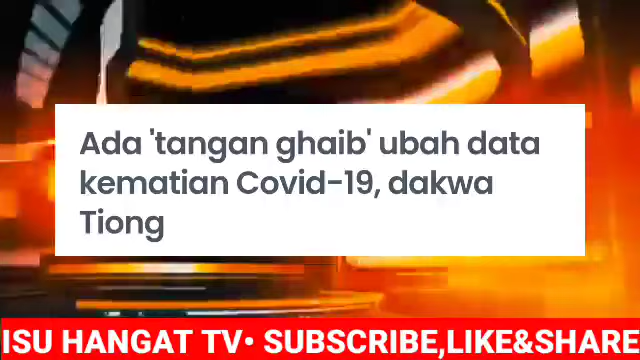 Ada 'tangan ghaib' ubah data
kematian Covid-19, dakwa
Tiong
ISU HANGAT TV• SUBSCRIBE,LIKE&SHARE